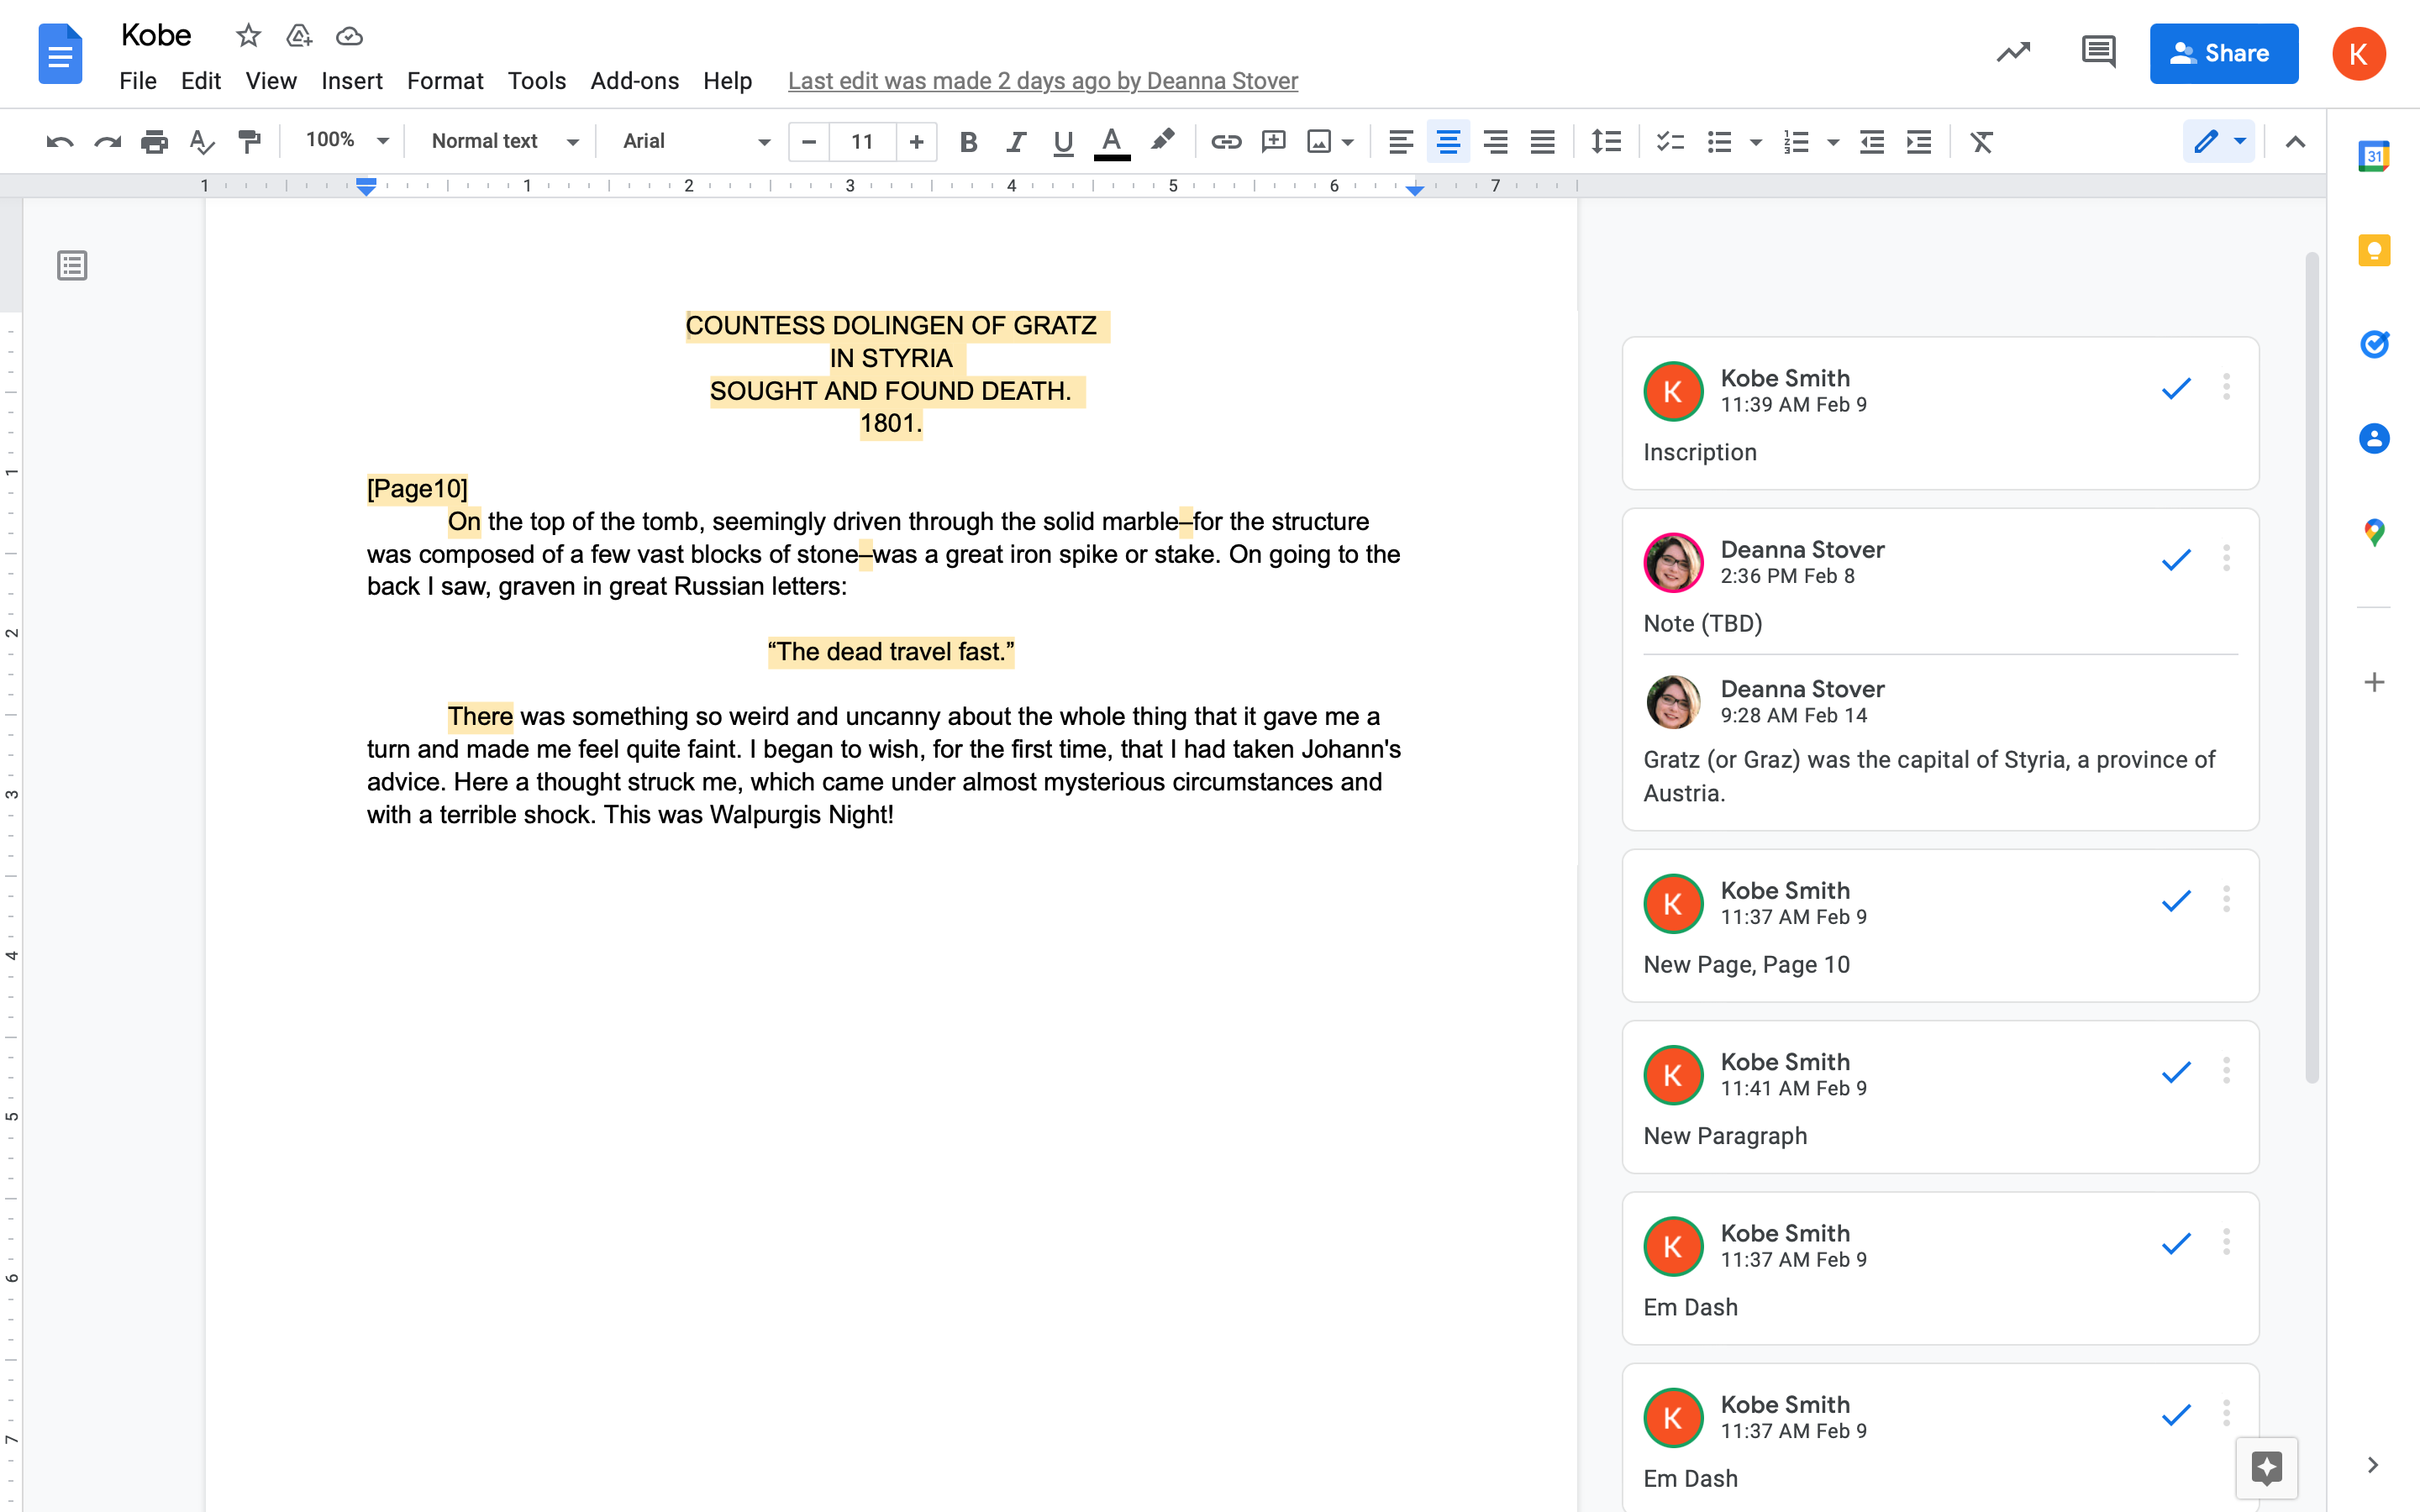 Kobe
File Edit View Insert Format Tools Add-ons Help Last edit was made 2 days ago by Deanna Stover
Share
K
100% Normal text Arial 11 B I U A
1 1 2 3 4 5 6 7
31
COUNTESS DOLINGEN OF GRATZ
IN STYRIA
SOUGHT AND FOUND DEATH.
1801.
[Page10]
On the top of the tomb, seemingly driven through the solid marble–for the structure
was composed of a few vast blocks of stone–was a great iron spike or stake. On going to the
back I saw, graven in great Russian letters:
“The dead travel fast.”
There was something so weird and uncanny about the whole thing that it gave me a
turn and made me feel quite faint. I began to wish, for the first time, that I had taken Johann's
advice. Here a thought struck me, which came under almost mysterious circumstances and
with a terrible shock. This was Walpurgis Night!
1
2
3
4
5
6
7
K
Kobe Smith
11:39 AM Feb 9
Inscription
Deanna Stover
2:36 PM Feb 8
Note (TBD)
Deanna Stover
9:28 AM Feb 14
Gratz (or Graz) was the capital of Styria, a province of
Austria.
K
Kobe Smith
11:37 AM Feb 9
New Page, Page 10
K
Kobe Smith
11:41 AM Feb 9
New Paragraph
K
Kobe Smith
11:37 AM Feb 9
Em Dash
K
Kobe Smith
11:37 AM Feb 9
Em Dash